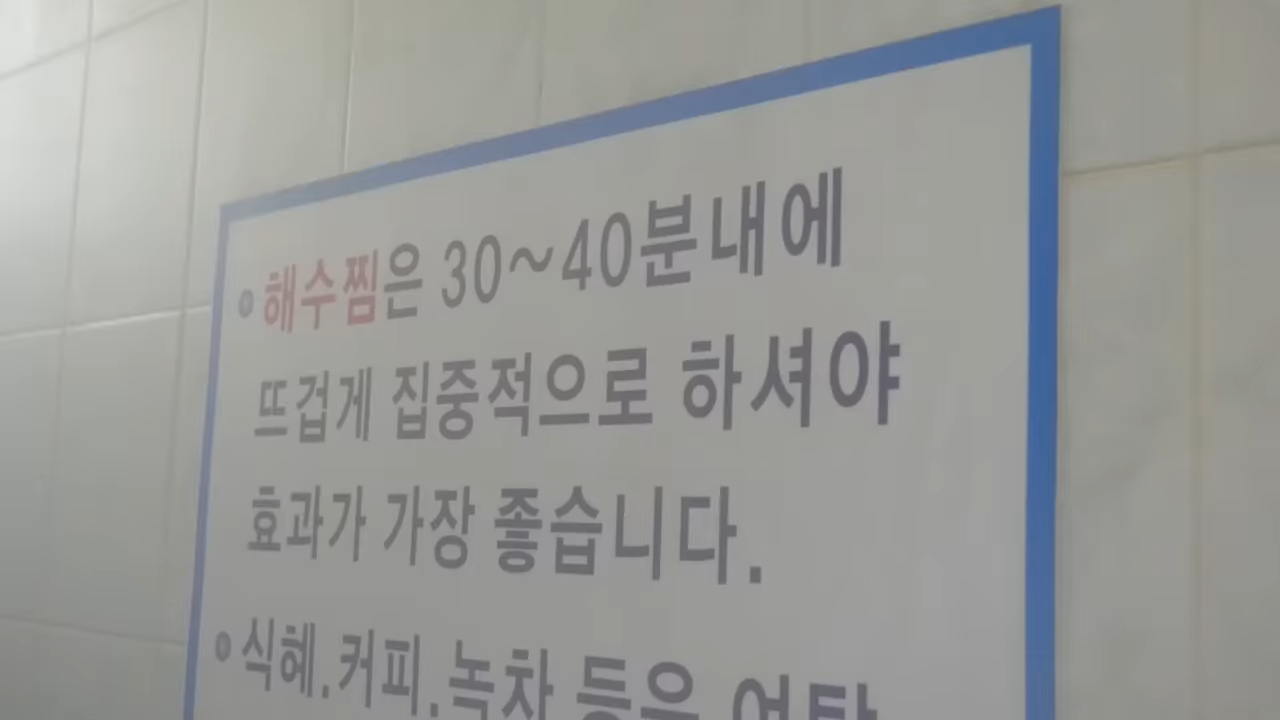 해수찜은 30~40분내에
뜨겁게 집중적으로 하셔야
효과가 가장 좋습니다.
식혜.커피.녹차 등은